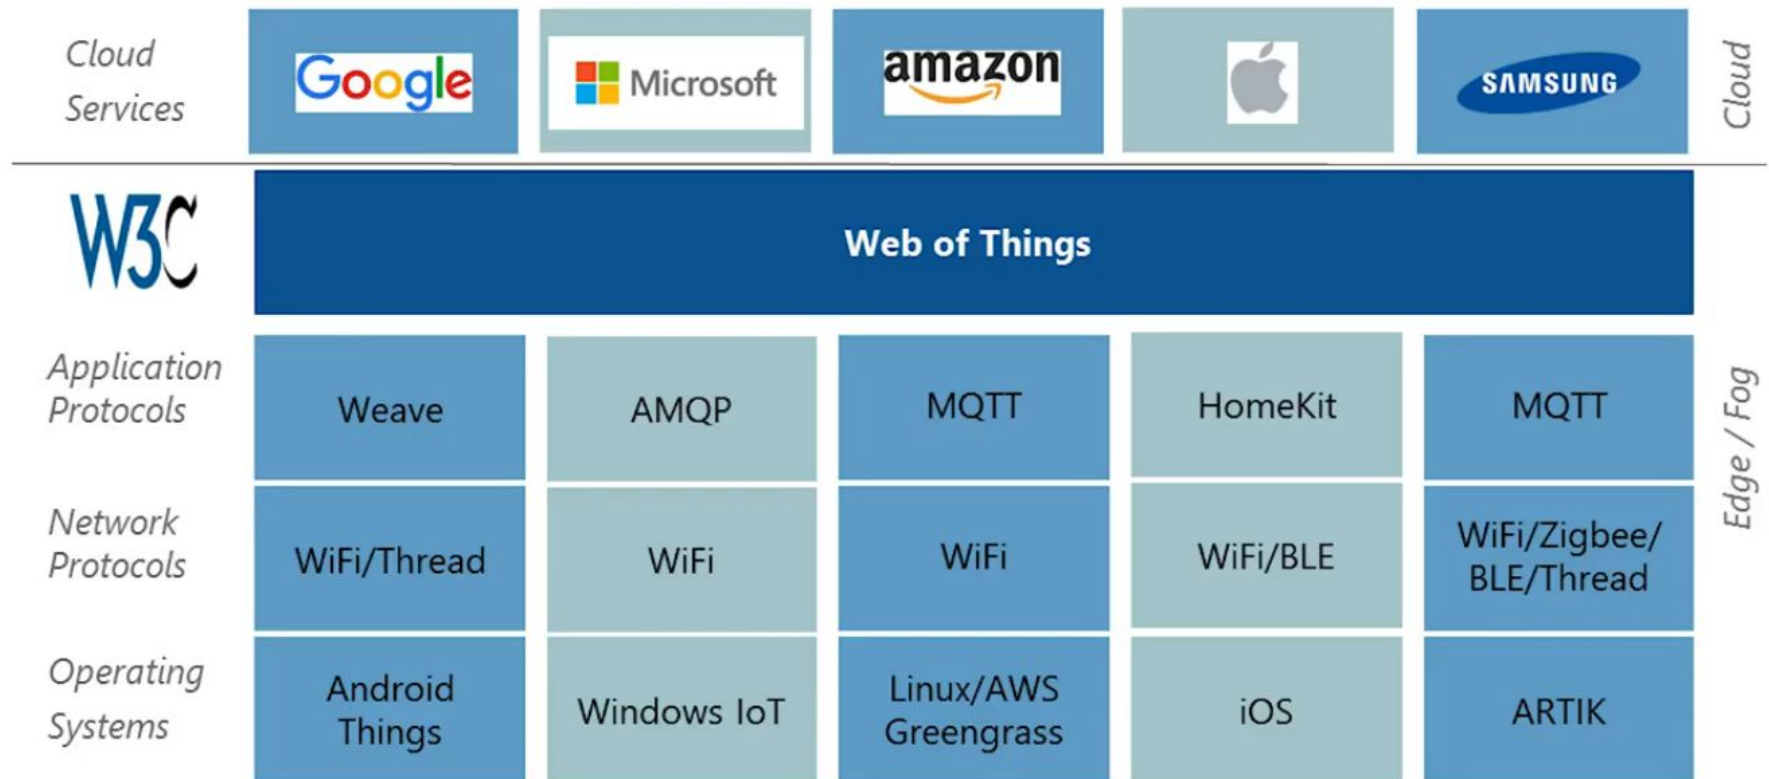 Cloud
Services
Google
Microsoft
amazon
SAMSUNG
Cloud
W3C
Web of Things
Application
Protocols
Weave
AMQP
MQTT
HomeKit
MQTT
Edge / Fog
Network
Protocols
WiFi/Thread
WiFi
WiFi
WiFi/BLE
WiFi/Zigbee/
BLE/Thread
Operating
Systems
Android
Things
Windows IoT
Linux/AWS
Greengrass
iOS
ARTIK